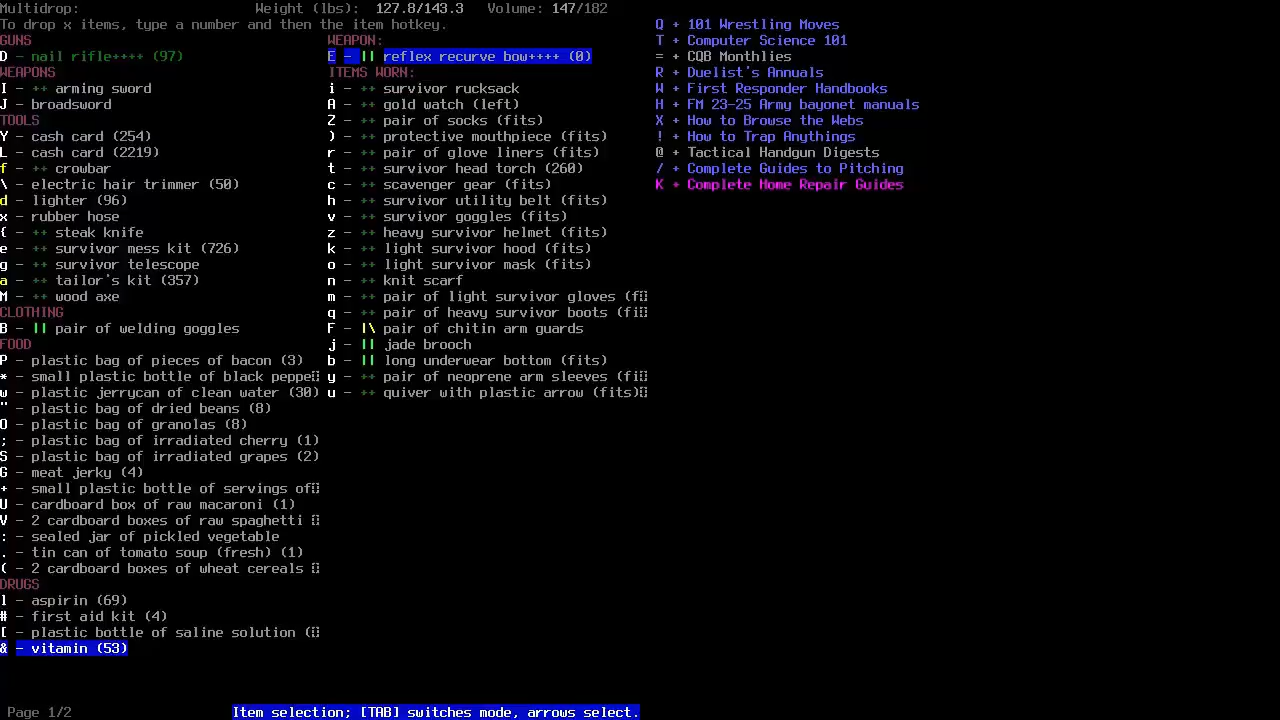 Multidrop: Weight (lbs): 127.8/143.3 Volume: 147/182
To drop x items, type a number and then the item hotkey.
GUNS
D - nail rifle++++ (97)
WEAPONS
I - ++ arming sword
J - broadsword
TOOLS
Y - cash card (254)
L - cash card (2219)
f - ++ crowbar
\ - electric hair trimmer (50)
d - lighter (96)
x - rubber hose
{ - ++ steak knife
e - ++ survivor mess kit (726)
g - ++ survivor telescope
a - ++ tailor's kit (357)
M - ++ wood axe
CLOTHING
B - || pair of welding goggles
FOOD
P - plastic bag of pieces of bacon (3)
* - small plastic bottle of black peppe
w - plastic jerrycan of clean water (30)
" - plastic bag of dried beans (8)
O - plastic bag of granolas (8)
; - plastic bag of irradiated cherry (1)
S - plastic bag of irradiated grapes (2)
G - meat jerky (4)
+ - small plastic bottle of servings of
U - cardboard box of raw macaroni (1)
V - 2 cardboard boxes of raw spaghetti
: - sealed jar of pickled vegetable
. - tin can of tomato soup (fresh) (1)
( - 2 cardboard boxes of wheat cereals
DRUGS
l - aspirin (69)
# - first aid kit (4)
[ - plastic bottle of saline solution (
& - vitamin (53)
WEAPON:
E - || reflex recurve bow++++ (0)
ITEMS WORN:
i - ++ survivor rucksack
A - ++ gold watch (left)
Z - ++ pair of socks (fits)
) - ++ protective mouthpiece (fits)
r - ++ pair of glove liners (fits)
t - ++ survivor head torch (260)
c - ++ scavenger gear (fits)
h - ++ survivor utility belt (fits)
v - ++ survivor goggles (fits)
z - ++ heavy survivor helmet (fits)
k - ++ light survivor hood (fits)
o - ++ light survivor mask (fits)
n - ++ knit scarf
m - ++ pair of light survivor gloves (f
q - ++ pair of heavy survivor boots (fi
F - |\ pair of chitin arm guards
j - || jade brooch
b - || long underwear bottom (fits)
y - ++ pair of neoprene arm sleeves (fi
u - ++ quiver with plastic arrow (fits)
Q + 101 Wrestling Moves
T + Computer Science 101
= + CQB Monthlies
R + Duelist's Annuals
W + First Responder Handbooks
H + FM 23-25 Army bayonet manuals
X + How to Browse the Webs
! + How to Trap Anythings
@ + Tactical Handgun Digests
/ + Complete Guides to Pitching
K + Complete Home Repair Guides
Page 1/2
Item selection; [TAB] switches mode, arrows select.